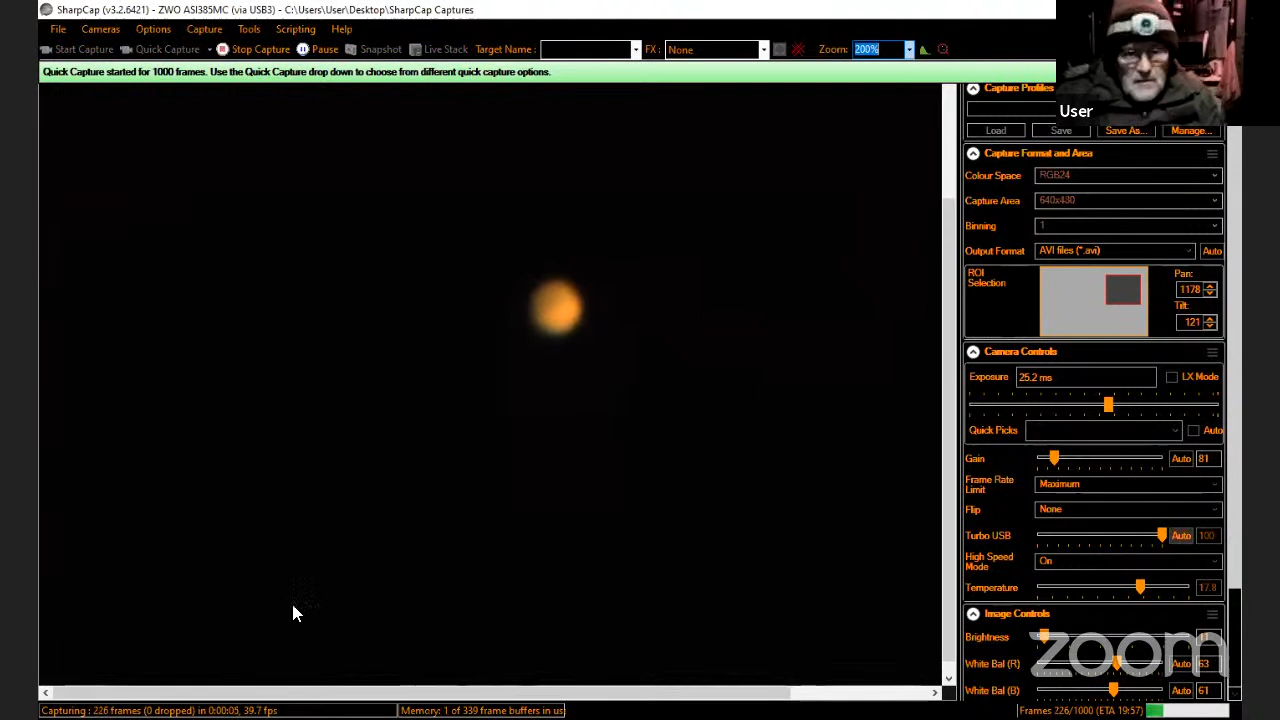 SharpCap (v3.2.6421) - ZWO ASI385MC (via USB3) - C:\Users\User\Desktop\SharpCap Captures
File Cameras Options Capture Tools Scripting Help
Start Capture Quick Capture Stop Capture Pause Snapshot Live Stack Target Name : FX : None Zoom: 200%
Quick Capture started for 1000 frames. Use the Quick Capture drop down to choose from different quick capture options.
User
Capture Profiles
Load Save Save As... Manage...
Capture Format and Area
Colour Space RGB24
Capture Area 640x480
Binning 1
Output Format AVI files (*.avi) Auto
ROI Selection
Pan: 1178
Tilt: 121
Camera Controls
Exposure 25.2 ms LX Mode
Quick Picks Auto
Gain Auto 81
Frame Rate Limit Maximum
Flip None
Turbo USB Auto 100
High Speed Mode On
Temperature 17.8
Image Controls
Brightness 11
White Bal (R) Auto 63
White Bal (B) Auto 61
zoom
Capturing : 226 frames (0 dropped) in 0:00:05, 39.7 fps
Memory: 1 of 339 frame buffers in us
Frames 226/1000 (ETA 19:57)